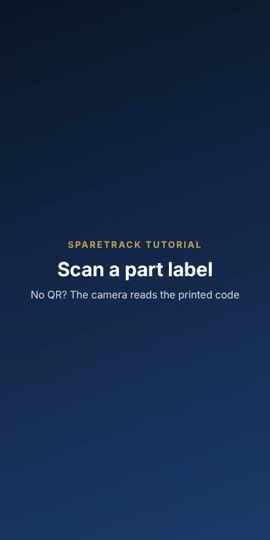 SPARETRACK TUTORIAL
Scan a part label
No QR? The camera reads the printed code